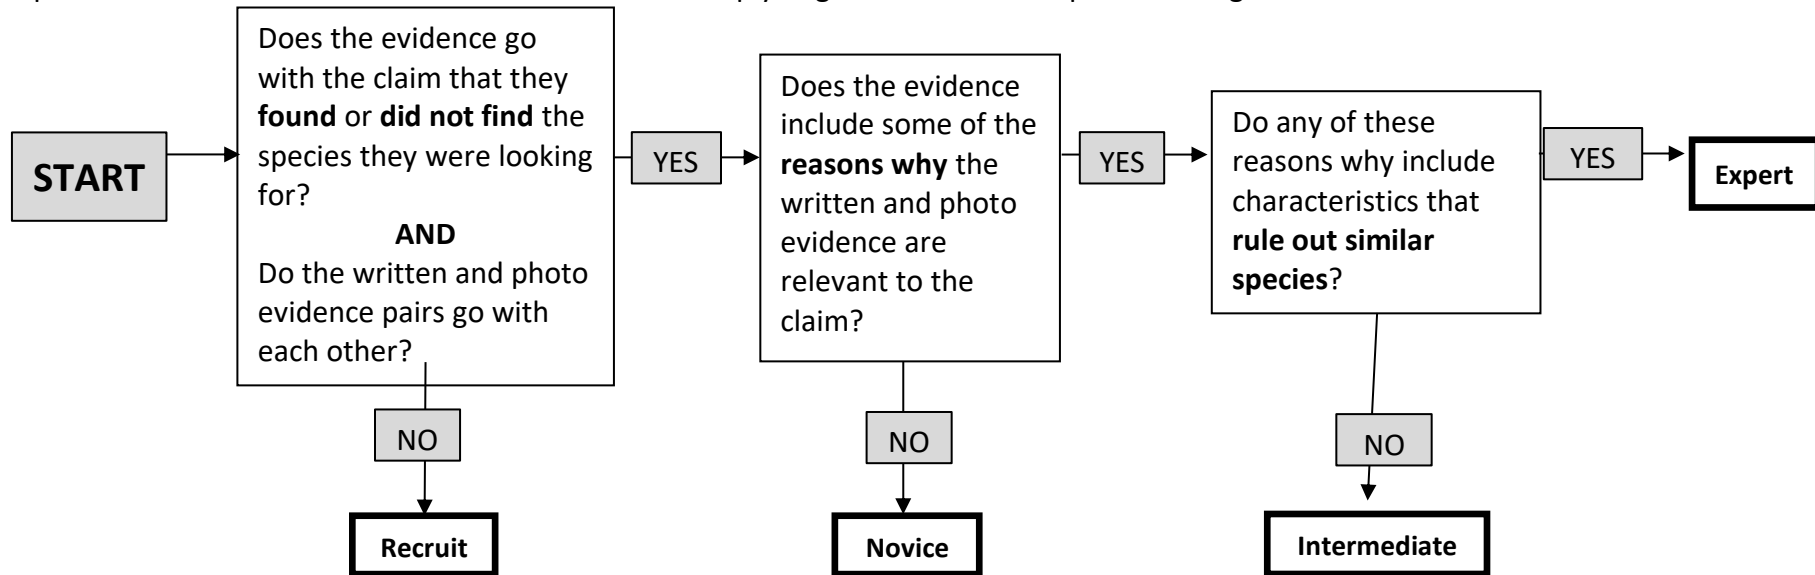 START
Does the evidence go
with the claim that they
found or did not find the
species they were looking
for?
AND
Do the written and photo
evidence pairs go with
each other?
YES
NO
Recruit
Does the evidence
include some of the
reasons why the
written and photo
evidence are
relevant to the
claim?
YES
NO
Novice
Do any of these
reasons why include
characteristics that
rule out similar
species?
YES
Expert
NO
Intermediate